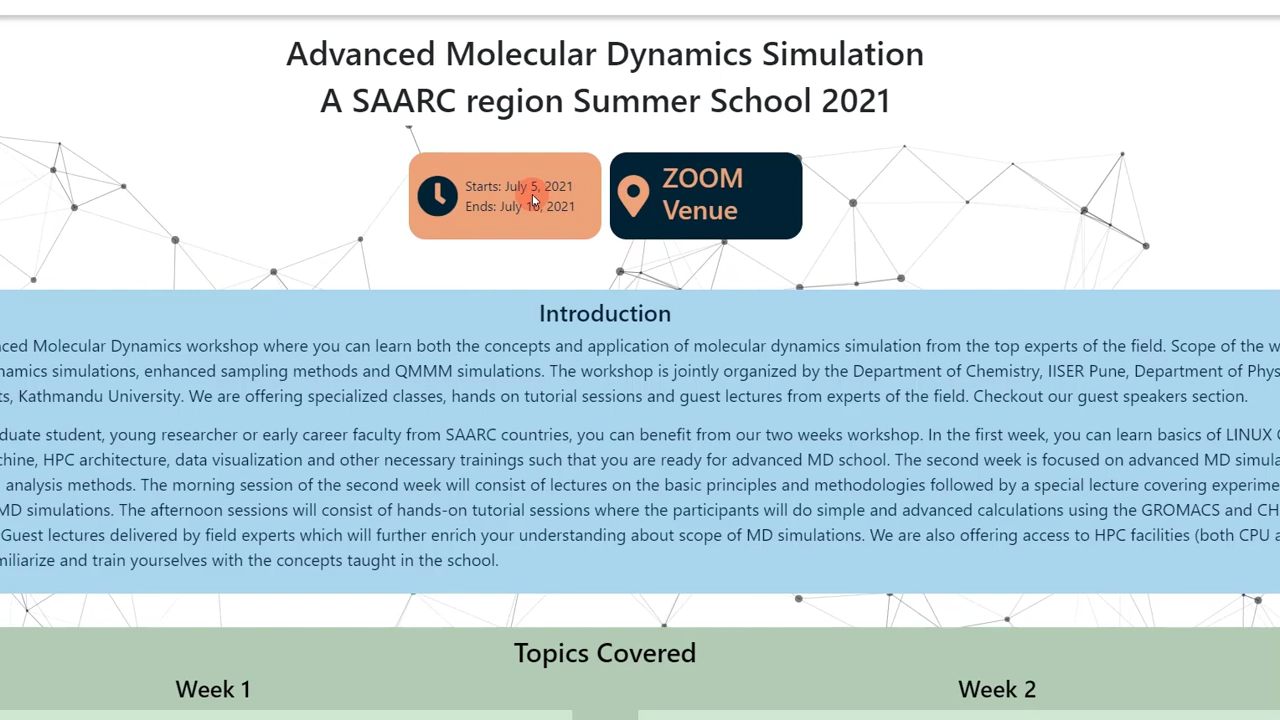 Advanced Molecular Dynamics Simulation
A SAARC region Summer School 2021
Starts: July 5, 2021
Ends: July 16, 2021
ZOOM
Venue
Introduction
Molecular Dynamics workshop where you can learn both the concepts and application of molecular dynamics simulation from the top experts of the field. Scope of the
simulations, enhanced sampling methods and QMMM simulations. The workshop is jointly organized by the Department of Chemistry, IISER Pune, Department of
Kathmandu University. We are offering specialized classes, hands on tutorial sessions and guest lectures from experts of the field. Checkout our guest speakers section.
student, young researcher or early career faculty from SAARC countries, you can benefit from our two weeks workshop. In the first week, you can learn basics of LINUX
HPC architecture, data visualization and other necessary trainings such that you are ready for advanced MD school. The second week is focused on advanced MD
analysis methods. The morning session of the second week will consist of lectures on the basic principles and methodologies followed by a special lecture covering
MD simulations. The afternoon sessions will consist of hands-on tutorial sessions where the participants will do simple and advanced calculations using the GROMACS and
Guest lectures delivered by field experts which will further enrich your understanding about scope of MD simulations. We are also offering access to HPC facilities (both CPU
and train yourselves with the concepts taught in the school.
Topics Covered
Week 1
Week 2